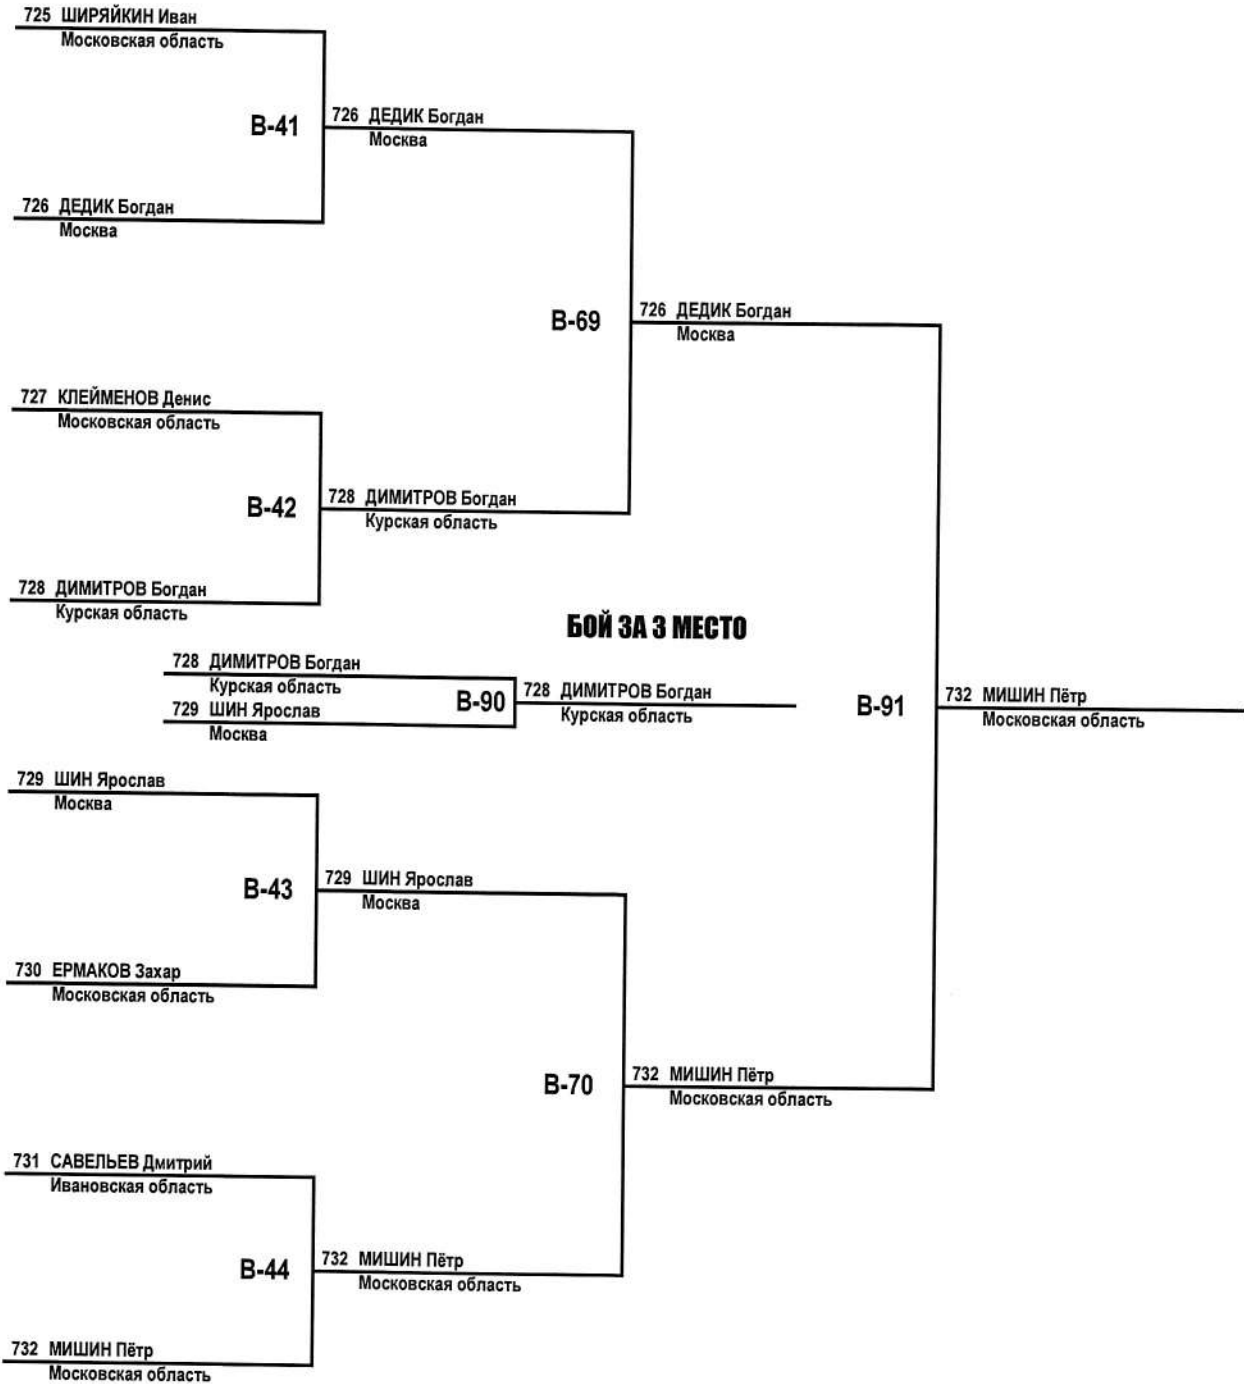 725 ШИРЯЙКИН Иван
Московская область
В-41
726 ДЕДИК Богдан
Москва
726 ДЕДИК Богдан
Москва
В-69
726 ДЕДИК Богдан
Москва
727 КЛЕЙМЕНОВ Денис
Московская область
В-42
728 ДИМИТРОВ Богдан
Курская область
728 ДИМИТРОВ Богдан
Курская область
БОЙ ЗА 3 МЕСТО
728 ДИМИТРОВ Богдан
Курская область
729 ШИН Ярослав
Москва
В-90
728 ДИМИТРОВ Богдан
Курская область
В-91
732 МИШИН Пётр
Московская область
729 ШИН Ярослав
Москва
В-43
729 ШИН Ярослав
Москва
730 ЕРМАКОВ Захар
Московская область
В-70
732 МИШИН Пётр
Московская область
731 САВЕЛЬЕВ Дмитрий
Ивановская область
В-44
732 МИШИН Пётр
Московская область
732 МИШИН Пётр
Московская область